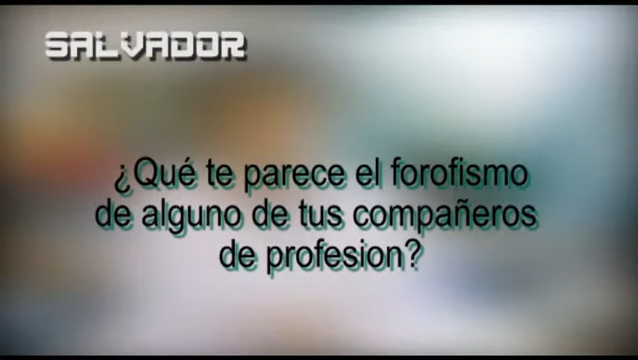 SALVADOR
¿Qué te parece el forofismo
de alguno de tus compañeros
de profesion?